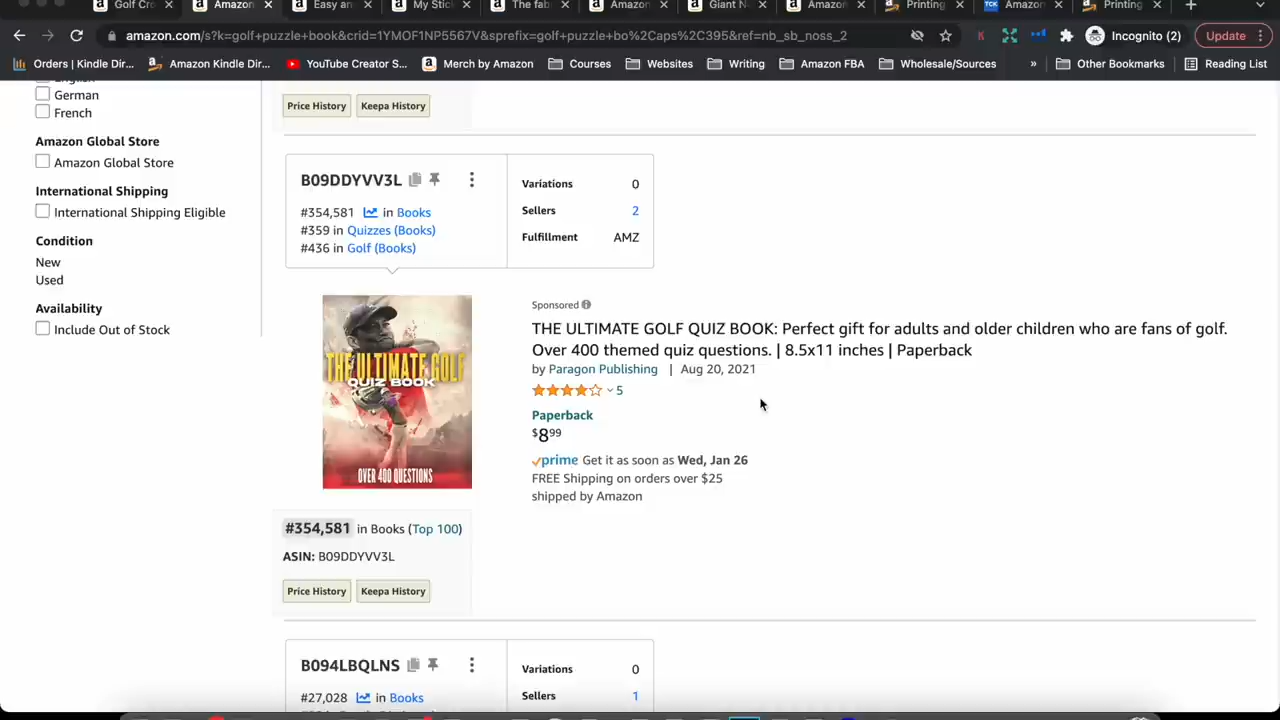 Golf Cro
Amazon
Easy an
My Stic
The fab
Amazon
Giant N
Amazon
Printing
Amazon
Printing
amazon.com/s?k=golf+puzzle+book&crid=1YMOF1NP5567V&sprefix=golf+puzzle+bo%2Caps%2C395&ref=nb_sb_noss_2
Incognito (2)
Update
Orders | Kindle Dir...
Amazon Kindle Dir...
YouTube Creator S...
Merch by Amazon
Courses
Websites
Writing
Amazon FBA
Wholesale/Sources
»
Other Bookmarks
Reading List
English
German
French
Amazon Global Store
Amazon Global Store
International Shipping
International Shipping Eligible
Condition
New
Used
Availability
Include Out of Stock
Price History
Keepa History
B09DDYVV3L
#354,581 in Books
#359 in Quizzes (Books)
#436 in Golf (Books)
Variations 0
Sellers 2
Fulfillment AMZ
THE ULTIMATE GOLF
QUIZ BOOK
OVER 400 QUESTIONS
Sponsored
THE ULTIMATE GOLF QUIZ BOOK: Perfect gift for adults and older children who are fans of golf.
Over 400 themed quiz questions. | 8.5x11 inches | Paperback
by Paragon Publishing | Aug 20, 2021
5
Paperback
$8.99
prime Get it as soon as Wed, Jan 26
FREE Shipping on orders over $25
shipped by Amazon
#354,581 in Books (Top 100)
ASIN: B09DDYVV3L
Price History
Keepa History
B094LBQLNS
#27,028 in Books
Variations 0
Sellers 1